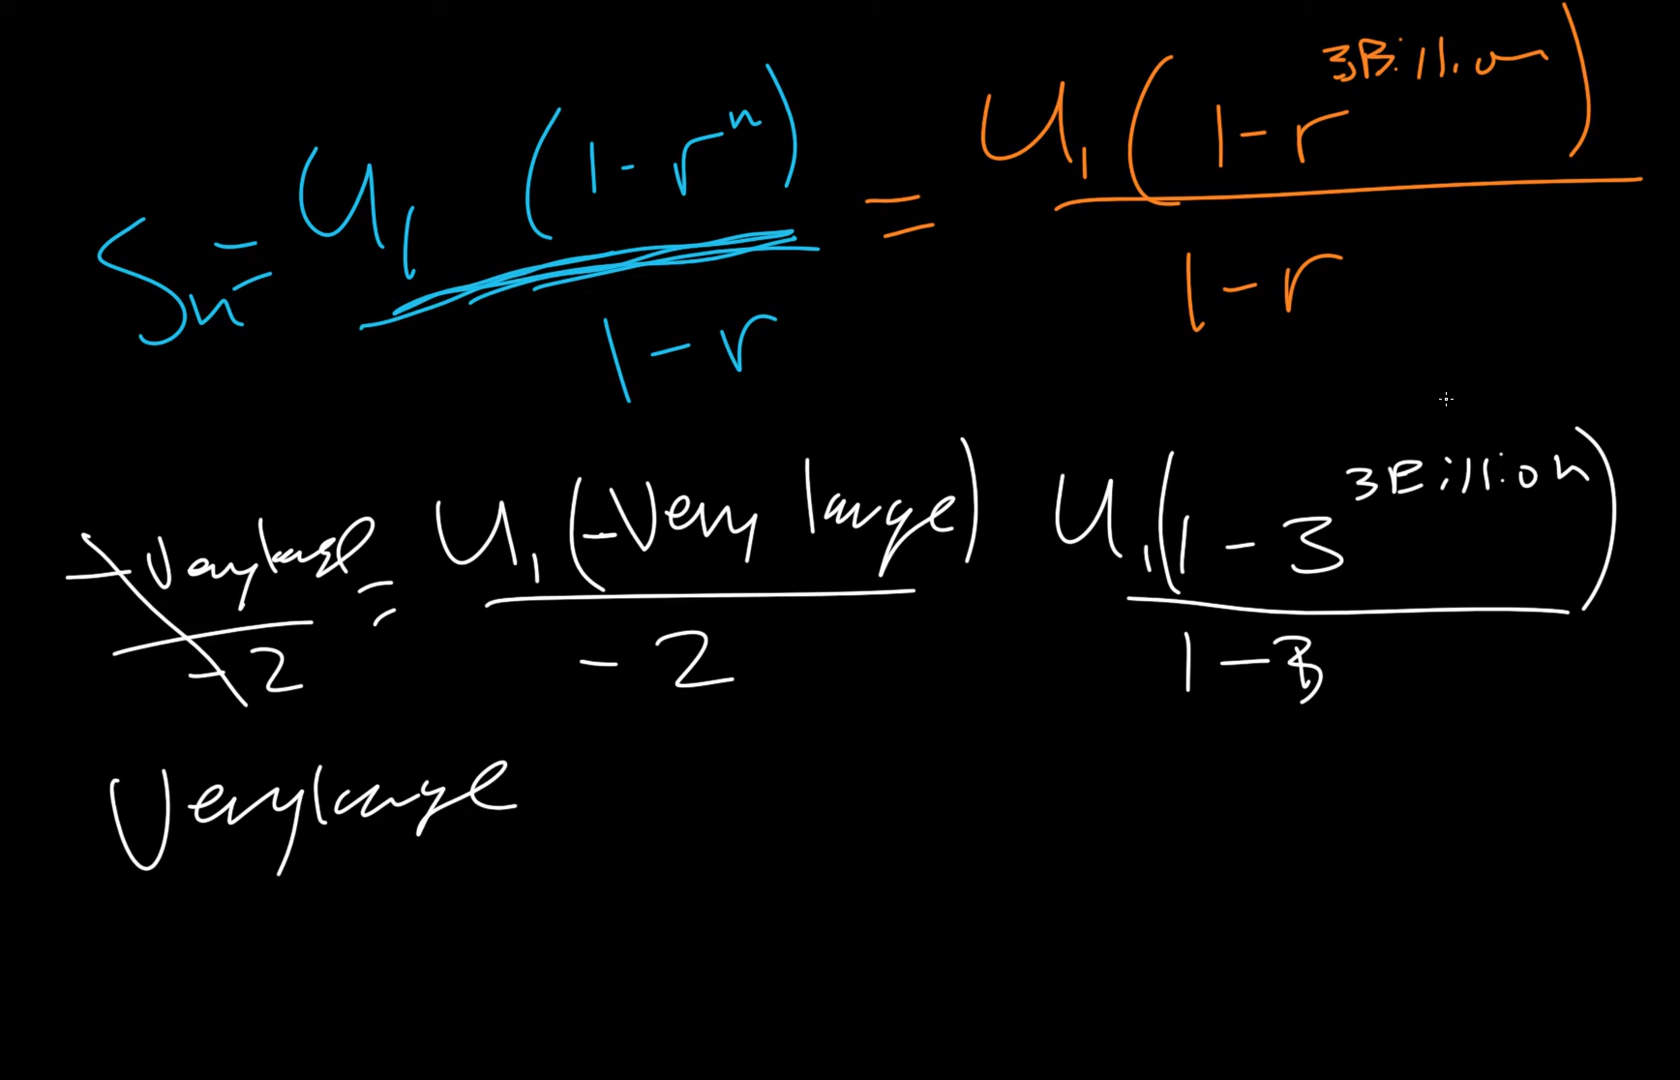 Sn = U₁ (1 - rⁿ) / 1 - r = U₁ (1 - r^3Billion) / 1 - r
- Very large / - 2 = U₁ (- Very large) / - 2 U₁ (1 - 3^3Billion) / 1 - 3
Very large